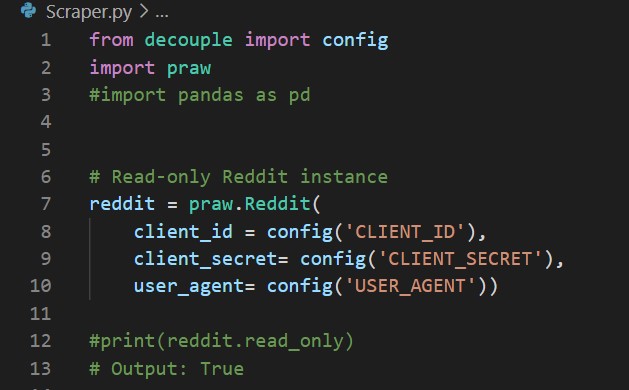 Scraper.py > ...
1 from decouple import config
2 import praw
3 #import pandas as pd
4
5
6 # Read-only Reddit instance
7 reddit = praw.Reddit(
8     client_id = config('CLIENT_ID'),
9     client_secret= config('CLIENT_SECRET'),
10     user_agent= config('USER_AGENT'))
11
12 #print(reddit.read_only)
13 # Output: True